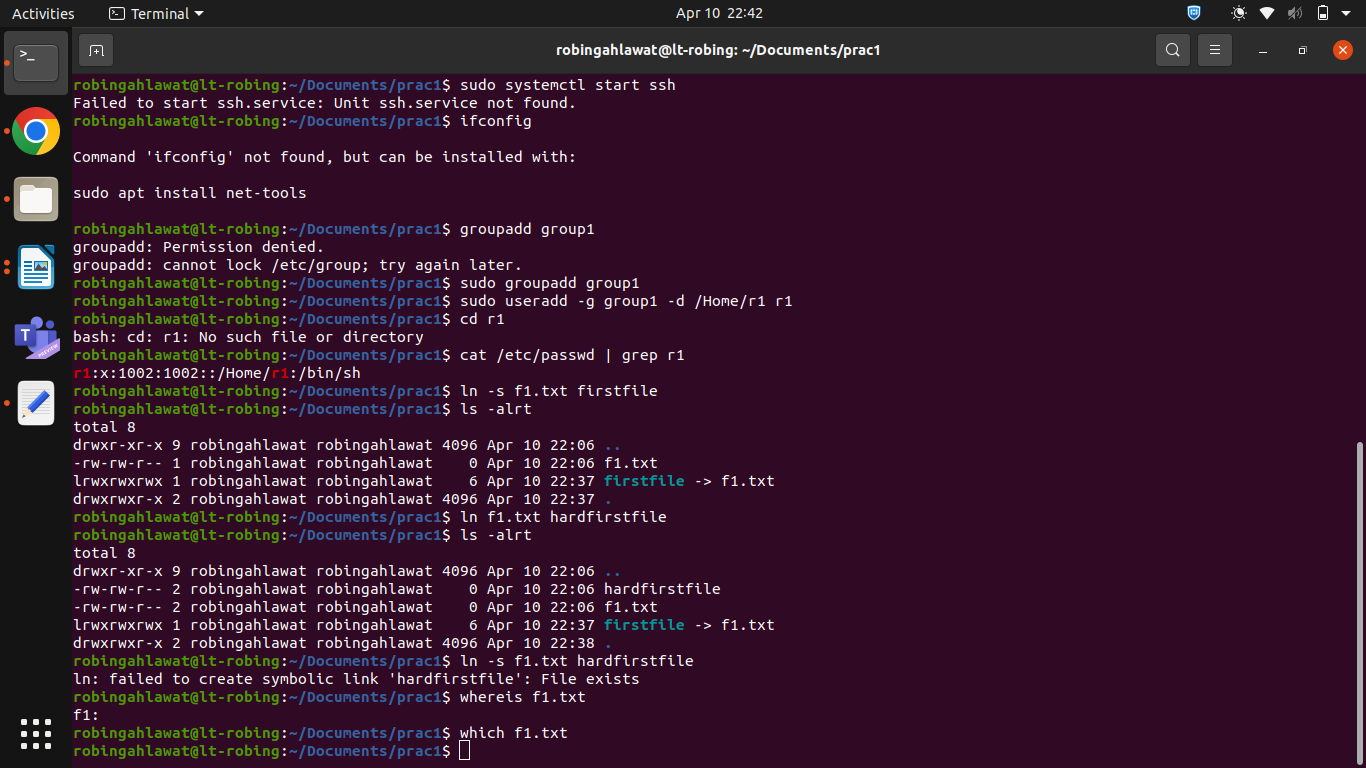 Activities Terminal Apr 10 22:42
robingahlawat@lt-robing: ~/Documents/prac1
robingahlawat@lt-robing:~/Documents/prac1$ sudo systemctl start ssh
Failed to start ssh.service: Unit ssh.service not found.
robingahlawat@lt-robing:~/Documents/prac1$ ifconfig
Command 'ifconfig' not found, but can be installed with:
sudo apt install net-tools
robingahlawat@lt-robing:~/Documents/prac1$ groupadd group1
groupadd: Permission denied.
groupadd: cannot lock /etc/group; try again later.
robingahlawat@lt-robing:~/Documents/prac1$ sudo groupadd group1
robingahlawat@lt-robing:~/Documents/prac1$ sudo useradd -g group1 -d /Home/r1 r1
robingahlawat@lt-robing:~/Documents/prac1$ cd r1
bash: cd: r1: No such file or directory
robingahlawat@lt-robing:~/Documents/prac1$ cat /etc/passwd | grep r1
r1:x:1002:1002::/Home/r1:/bin/sh
robingahlawat@lt-robing:~/Documents/prac1$ ln -s f1.txt firstfile
robingahlawat@lt-robing:~/Documents/prac1$ ls -alrt
total 8
drwxr-xr-x 9 robingahlawat robingahlawat 4096 Apr 10 22:06 ..
-rw-rw-r-- 1 robingahlawat robingahlawat    0 Apr 10 22:06 f1.txt
lrwxrwxrwx 1 robingahlawat robingahlawat    6 Apr 10 22:37 firstfile -> f1.txt
drwxrwxr-x 2 robingahlawat robingahlawat 4096 Apr 10 22:37 .
robingahlawat@lt-robing:~/Documents/prac1$ ln f1.txt hardfirstfile
robingahlawat@lt-robing:~/Documents/prac1$ ls -alrt
total 8
drwxr-xr-x 9 robingahlawat robingahlawat 4096 Apr 10 22:06 ..
-rw-rw-r-- 2 robingahlawat robingahlawat    0 Apr 10 22:06 hardfirstfile
-rw-rw-r-- 2 robingahlawat robingahlawat    0 Apr 10 22:06 f1.txt
lrwxrwxrwx 1 robingahlawat robingahlawat    6 Apr 10 22:37 firstfile -> f1.txt
drwxrwxr-x 2 robingahlawat robingahlawat 4096 Apr 10 22:38 .
robingahlawat@lt-robing:~/Documents/prac1$ ln -s f1.txt hardfirstfile
ln: failed to create symbolic link 'hardfirstfile': File exists
robingahlawat@lt-robing:~/Documents/prac1$ whereis f1.txt
f1:
robingahlawat@lt-robing:~/Documents/prac1$ which f1.txt
robingahlawat@lt-robing:~/Documents/prac1$